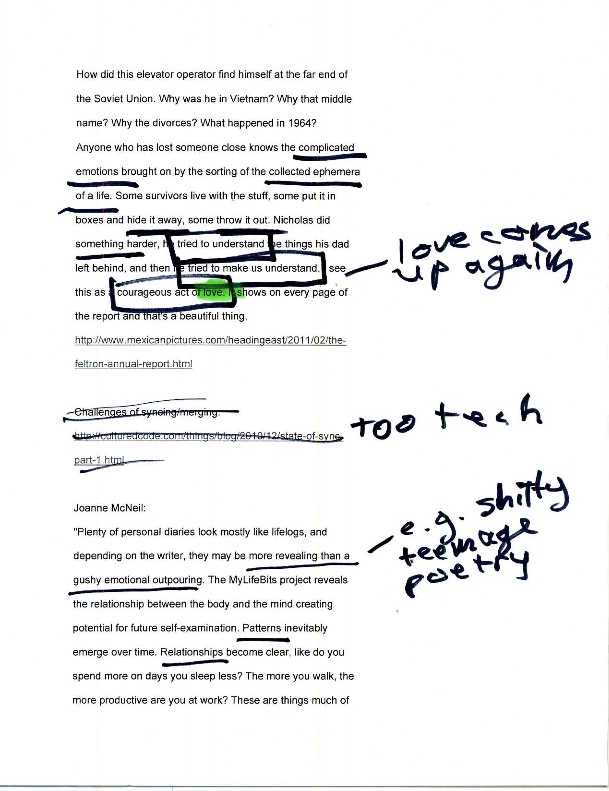 How did this elevator operator find himself at the far end of
the Soviet Union. Why was he in Vietnam? Why that middle
name? Why the divorces? What happened in 1964?
Anyone who has lost someone close knows the complicated
emotions brought on by the sorting of the collected ephemera
of a life. Some survivors live with the stuff, some put it in
boxes and hide it away, some throw it out. Nicholas did
something harder, he tried to understand the things his dad
left behind, and then he tried to make us understand. I see
this as a courageous act of love. It shows on every page of
the report and that's a beautiful thing.
love comes
up again
http://www.mexicanpictures.com/headingeast/2011/02/the-
feltron-annual-report.html
Challenges of syncing/merging:
http://culturedcode.com/things/blog/2010/12/state-of-sync-
part-1.html
too tech
Joanne McNeil:
"Plenty of personal diaries look mostly like lifelogs, and
depending on the writer, they may be more revealing than a
gushy emotional outpouring. The MyLifeBits project reveals
the relationship between the body and the mind creating
potential for future self-examination. Patterns inevitably
emerge over time. Relationships become clear, like do you
spend more on days you sleep less? The more you walk, the
more productive are you at work? These are things much of
e.g. shitty
teenage
poetry